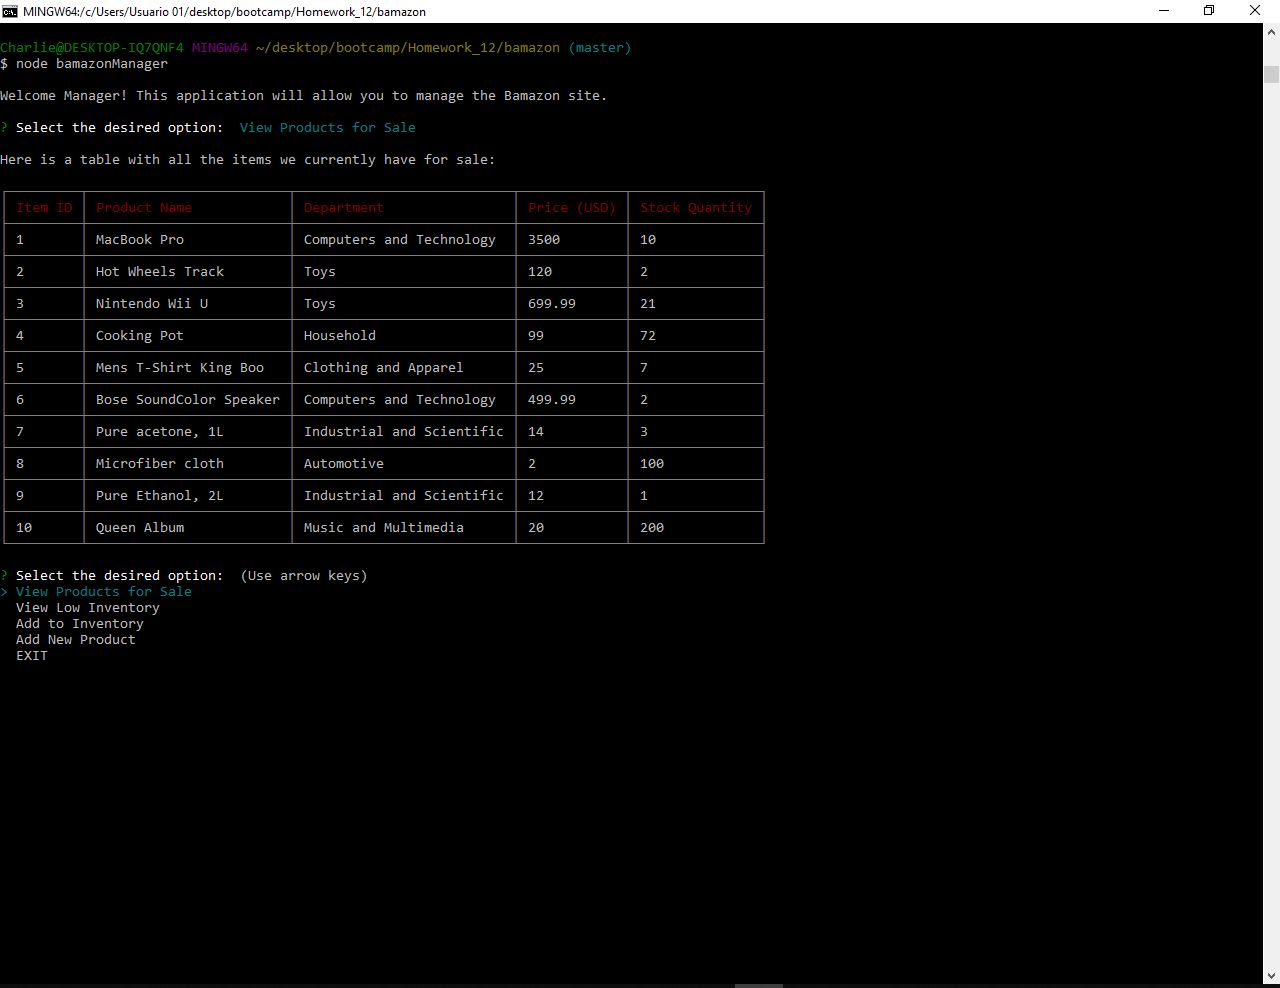 MINGW64:/c/Users/Usuario 01/desktop/bootcamp/Homework_12/bamazon
Charlie@DESKTOP-IQ7QNF4 MINGW64 ~/desktop/bootcamp/Homework_12/bamazon (master)
$ node bamazonManager
Welcome Manager! This application will allow you to manage the Bamazon site.
? Select the desired option:  View Products for Sale
Here is a table with all the items we currently have for sale:
Item ID Product Name Department Price (USD) Stock Quantity
1 MacBook Pro Computers and Technology 3500 10
2 Hot Wheels Track Toys 120 2
3 Nintendo Wii U Toys 699.99 21
4 Cooking Pot Household 99 72
5 Mens T-Shirt King Boo Clothing and Apparel 25 7
6 Bose SoundColor Speaker Computers and Technology 499.99 2
7 Pure acetone, 1L Industrial and Scientific 14 3
8 Microfiber cloth Automotive 2 100
9 Pure Ethanol, 2L Industrial and Scientific 12 1
10 Queen Album Music and Multimedia 20 200
? Select the desired option:  (Use arrow keys)
> View Products for Sale
View Low Inventory
Add to Inventory
Add New Product
EXIT